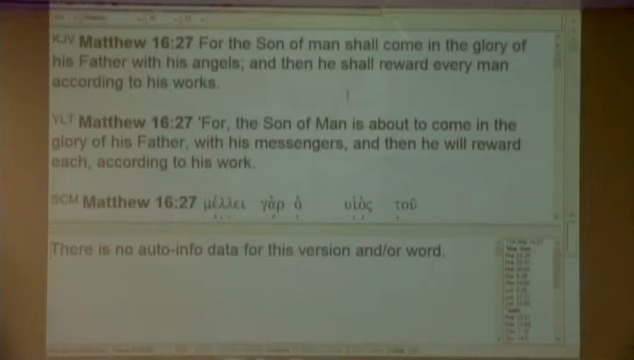 KJV Matthew 16:27 For the Son of man shall come in the glory of
his Father with his angels; and then he shall reward every man
according to his works.
YLT Matthew 16:27 'For, the Son of Man is about to come in the
glory of his Father, with his messengers, and then he will reward
each, according to his work.
SCM Matthew 16:27 μέλλει γὰρ ὁ υἱὸς τοῦ
There is no auto-info data for this version and/or word.